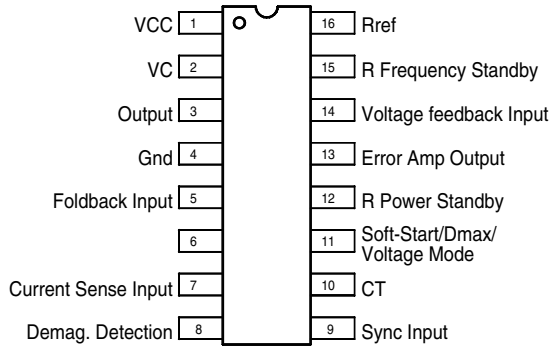 VCC 1 16 Rref
VC 2 15 R Frequency Standby
Output 3 14 Voltage feedback Input
Gnd 4 13 Error Amp Output
Foldback Input 5 12 R Power Standby
6 11 Soft-Start/Dmax/
Voltage Mode
Current Sense Input 7 10 CT
Demag. Detection 8 9 Sync Input